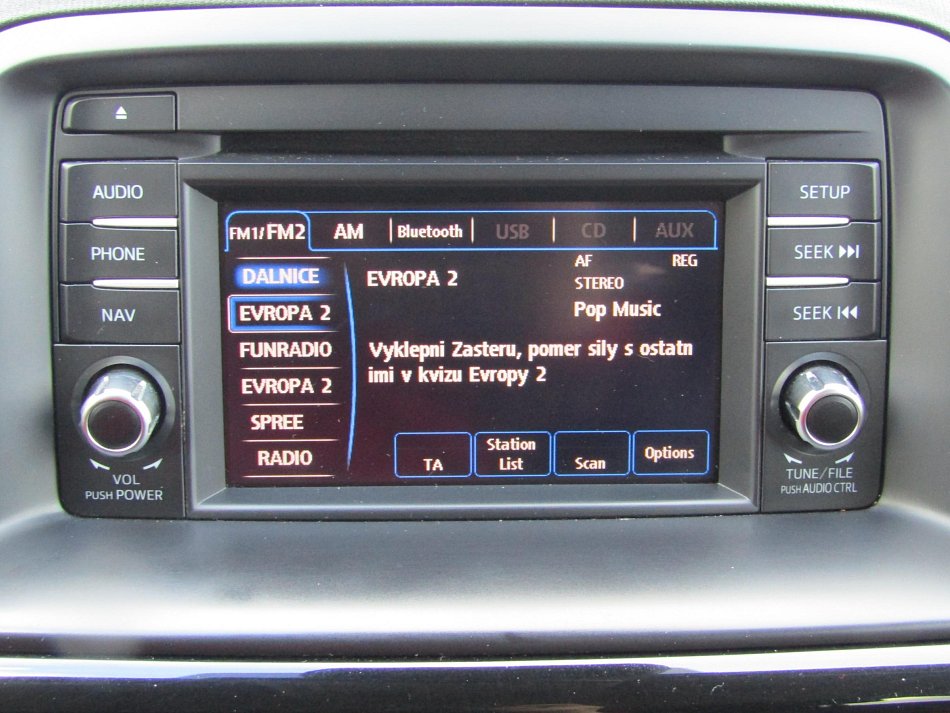 AUDIO
PHONE
NAV
VOL
PUSH POWER
FM1/FM2 AM Bluetooth USB CD AUX
DALNICE
EVROPA 2
FUNRADIO
EVROPA 2
SPREE
RADIO
EVROPA 2
AF REG
STEREO
Pop Music
Vyklepni Zasteru, pomer sily s ostatn
imi v kvizu Evropy 2
TA
Station
List
Scan
Options
SETUP
SEEK
SEEK
TUNE/FILE
PUSH AUDIO CTRL